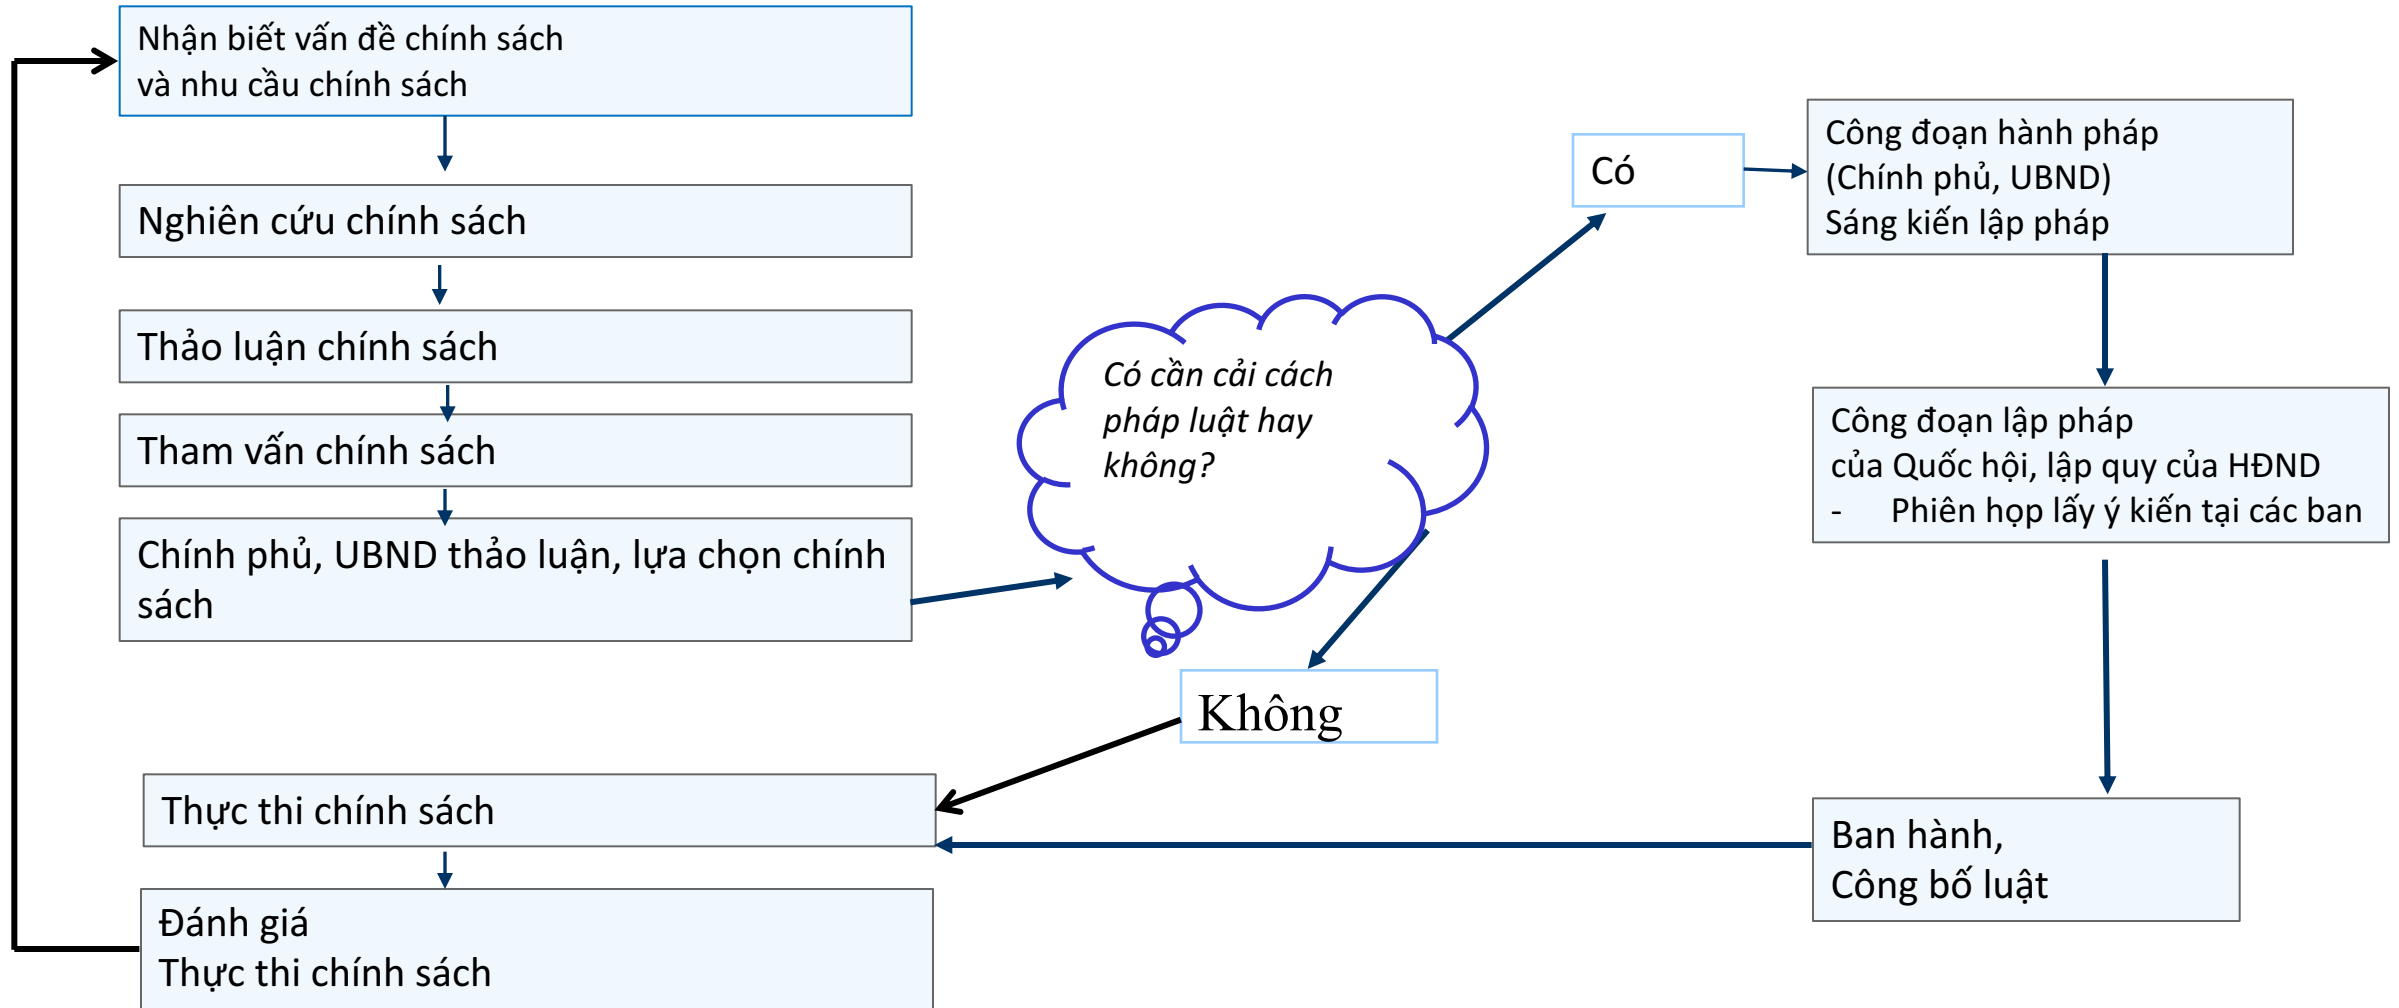 Nhận biết vấn đề chính sách
và nhu cầu chính sách
Nghiên cứu chính sách
Thảo luận chính sách
Tham vấn chính sách
Chính phủ, UBND thảo luận, lựa chọn chính
sách
Có cần cải cách
pháp luật hay
không?
Có
Công đoạn hành pháp
(Chính phủ, UBND)
Sáng kiến lập pháp
Công đoạn lập pháp
của Quốc hội, lập quy của HĐND
- Phiên họp lấy ý kiến tại các ban
Không
Thực thi chính sách
Ban hành,
Công bố luật
Đánh giá
Thực thi chính sách